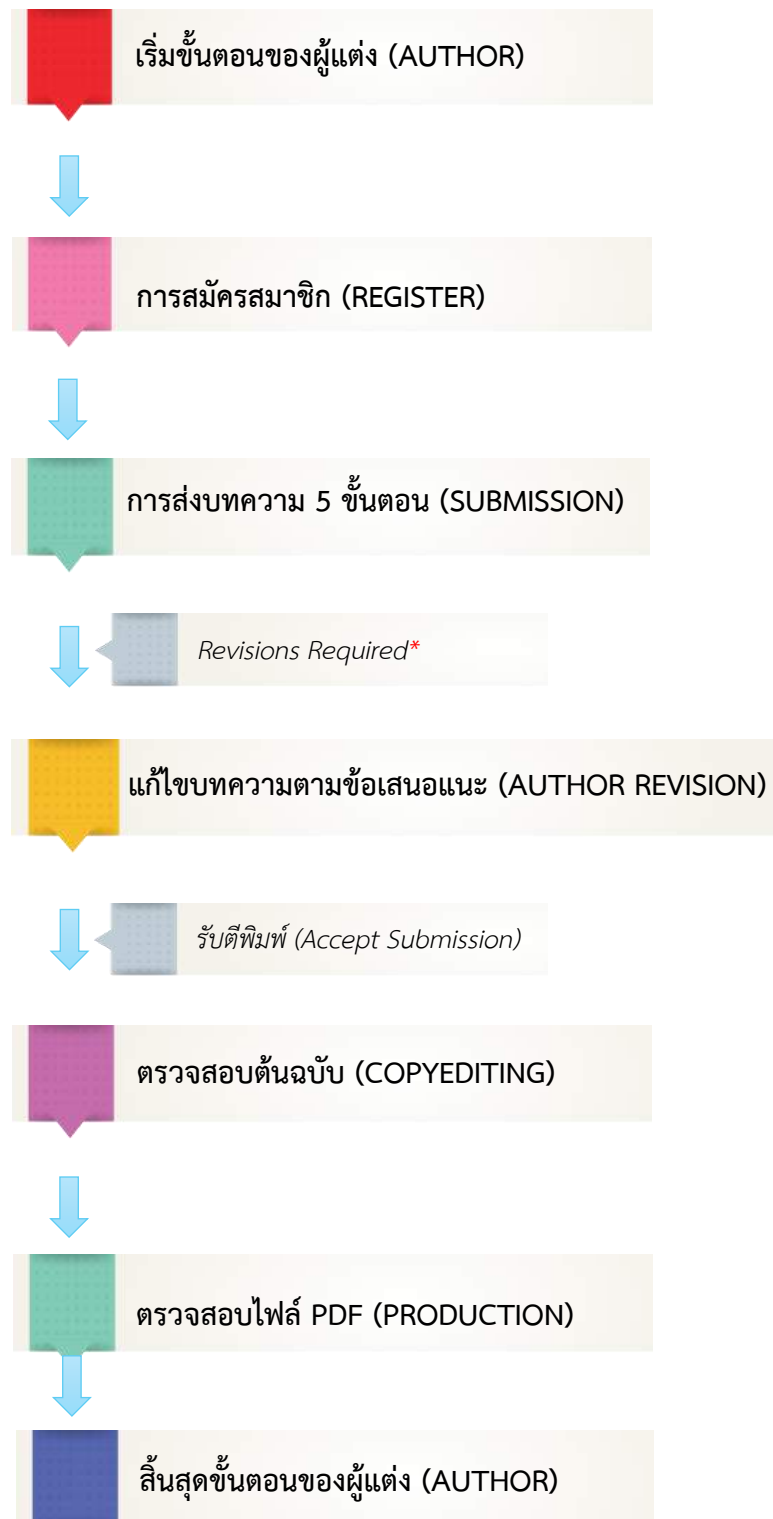 เริ่มขั้นตอนของผู้แต่ง (AUTHOR)
การสมัครสมาชิก (REGISTER)
การส่งบทความ 5 ขั้นตอน (SUBMISSION)
Revisions Required*
แก้ไขบทความตามข้อเสนอแนะ (AUTHOR REVISION)
รับตีพิมพ์ (Accept Submission)
ตรวจสอบต้นฉบับ (COPYEDITING)
ตรวจสอบไฟล์ PDF (PRODUCTION)
สิ้นสุดขั้นตอนของผู้แต่ง (AUTHOR)